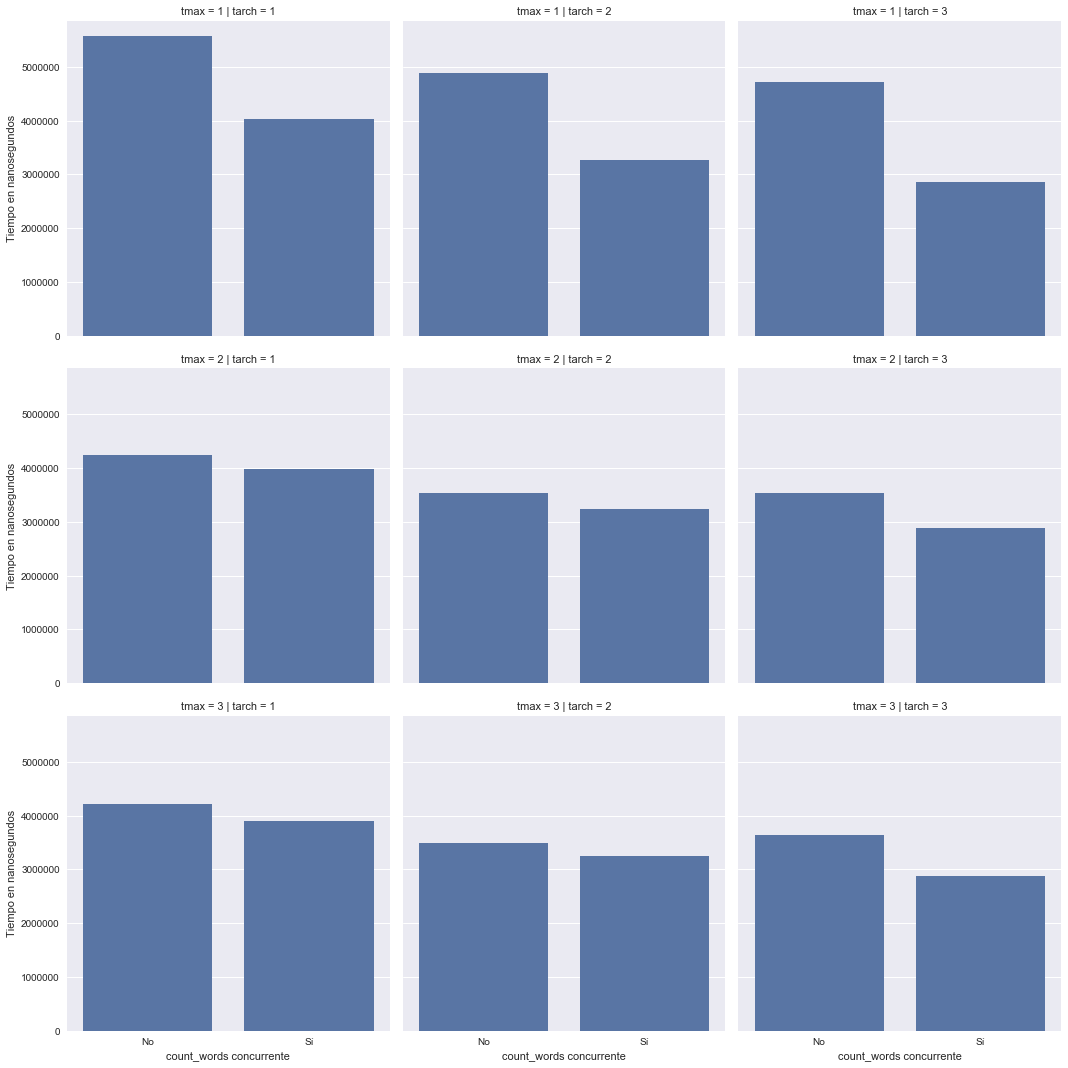 tmax = 1 | tarch = 1
tmax = 1 | tarch = 2
tmax = 1 | tarch = 3
Tiempo en nanosegundos
5000000
4000000
3000000
2000000
1000000
0
tmax = 2 | tarch = 1
tmax = 2 | tarch = 2
tmax = 2 | tarch = 3
Tiempo en nanosegundos
5000000
4000000
3000000
2000000
1000000
0
tmax = 3 | tarch = 1
tmax = 3 | tarch = 2
tmax = 3 | tarch = 3
Tiempo en nanosegundos
5000000
4000000
3000000
2000000
1000000
0
No
Si
No
Si
No
Si
count_words concurrente
count_words concurrente
count_words concurrente